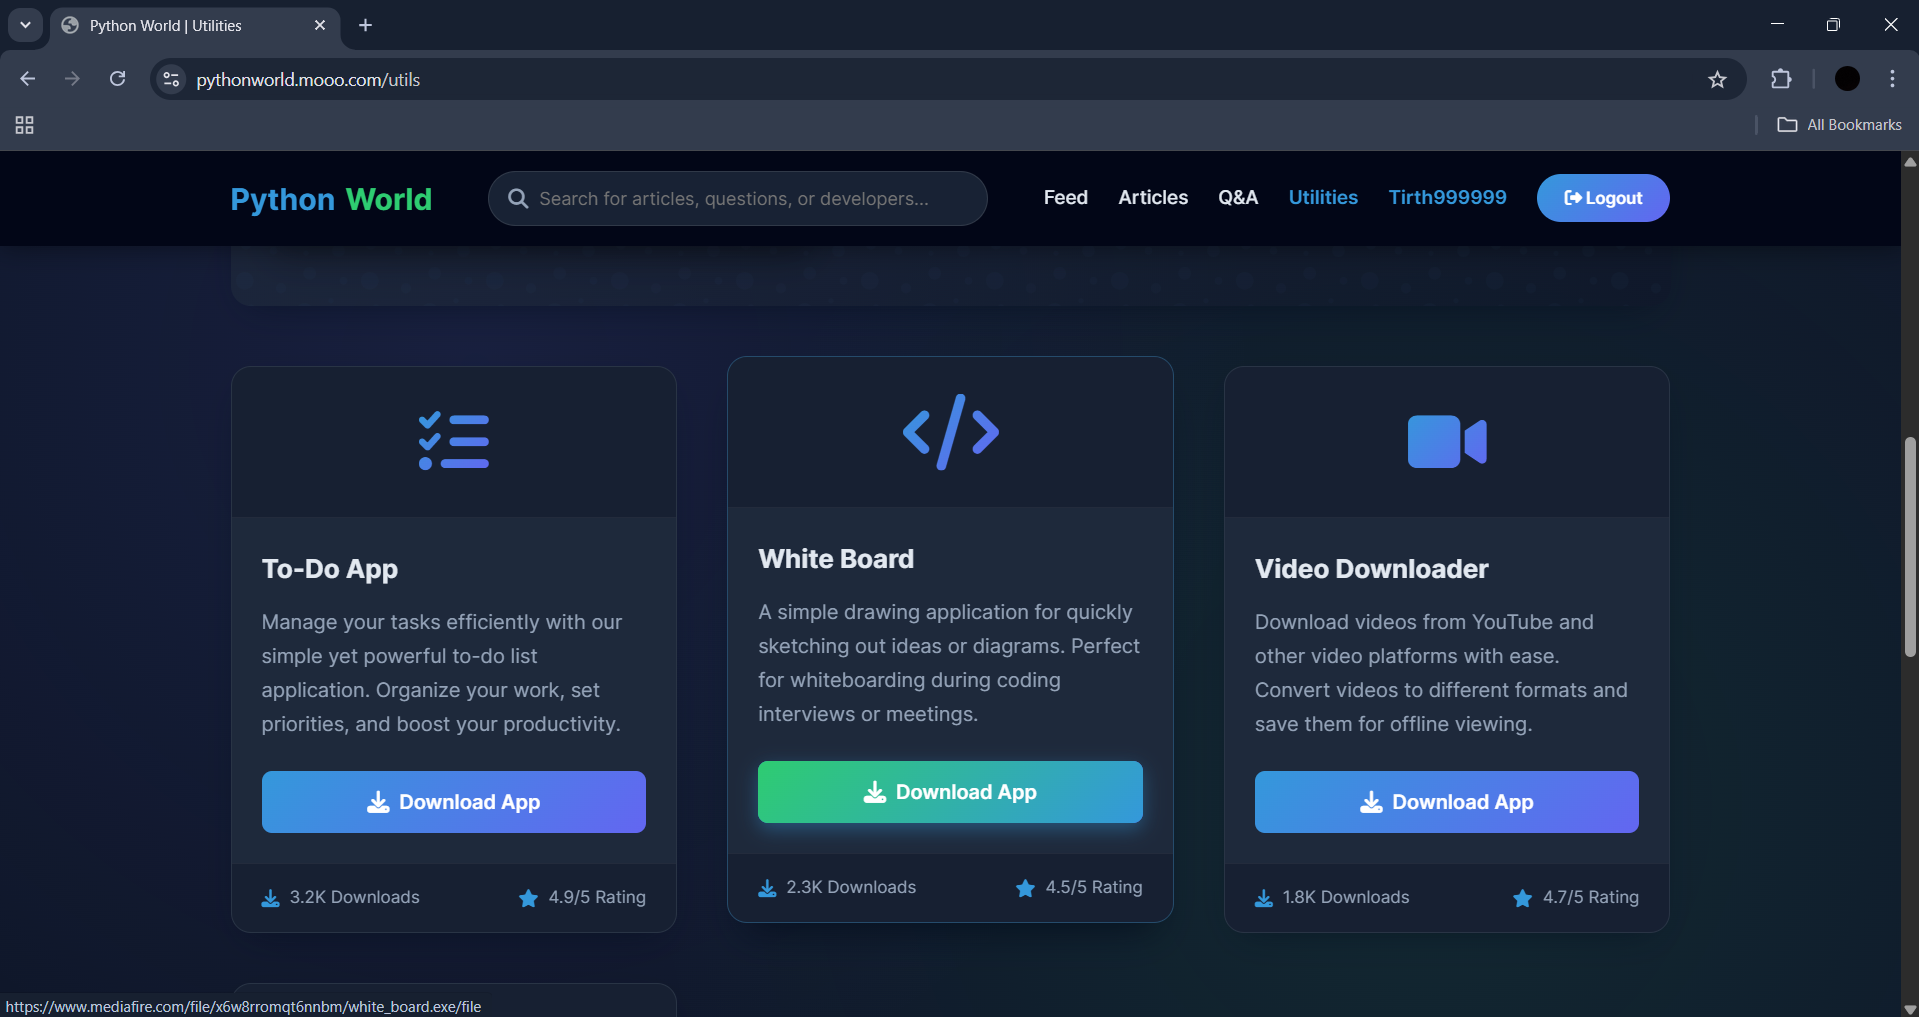 Python World | Utilities
pythonworld.mooo.com/utils
All Bookmarks
Python World
Search for articles, questions, or developers...
Feed
Articles
Q&A
Utilities
Tirth999999
Logout
To-Do App
Manage your tasks efficiently with our
simple yet powerful to-do list
application. Organize your work, set
priorities, and boost your productivity.
Download App
3.2K Downloads
4.9/5 Rating
White Board
A simple drawing application for quickly
sketching out ideas or diagrams. Perfect
for whiteboarding during coding
interviews or meetings.
Download App
2.3K Downloads
4.5/5 Rating
Video Downloader
Download videos from YouTube and
other video platforms with ease.
Convert videos to different formats and
save them for offline viewing.
Download App
1.8K Downloads
4.7/5 Rating
https://www.mediafire.com/file/x6w8rromqt6nnbm/white_board.exe/file